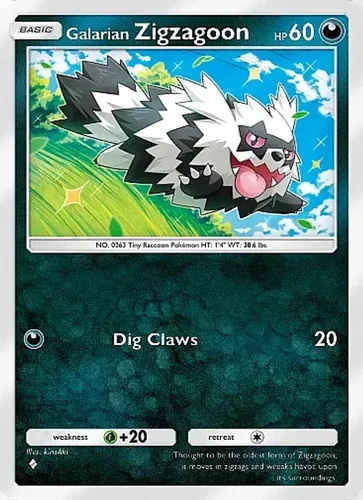 BASIC Galarian Zigzagoon HP 60
NO. 0263 Tiny Raccoon Pokémon HT: 1'4" WT: 38.6 lbs.
Dig Claws 20
weakness +20 retreat
Illus. kirisAki
Thought to be the oldest form of Zigzagoon,
it moves in zigzags and wreaks havoc upon
its surroundings.